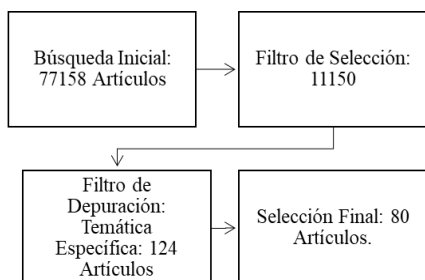 Búsqueda Inicial:
77158 Artículos
Filtro de Selección:
11150
Filtro de
Depuración:
Temática
Específica: 124
Artículos
Selección Final: 80
Artículos.